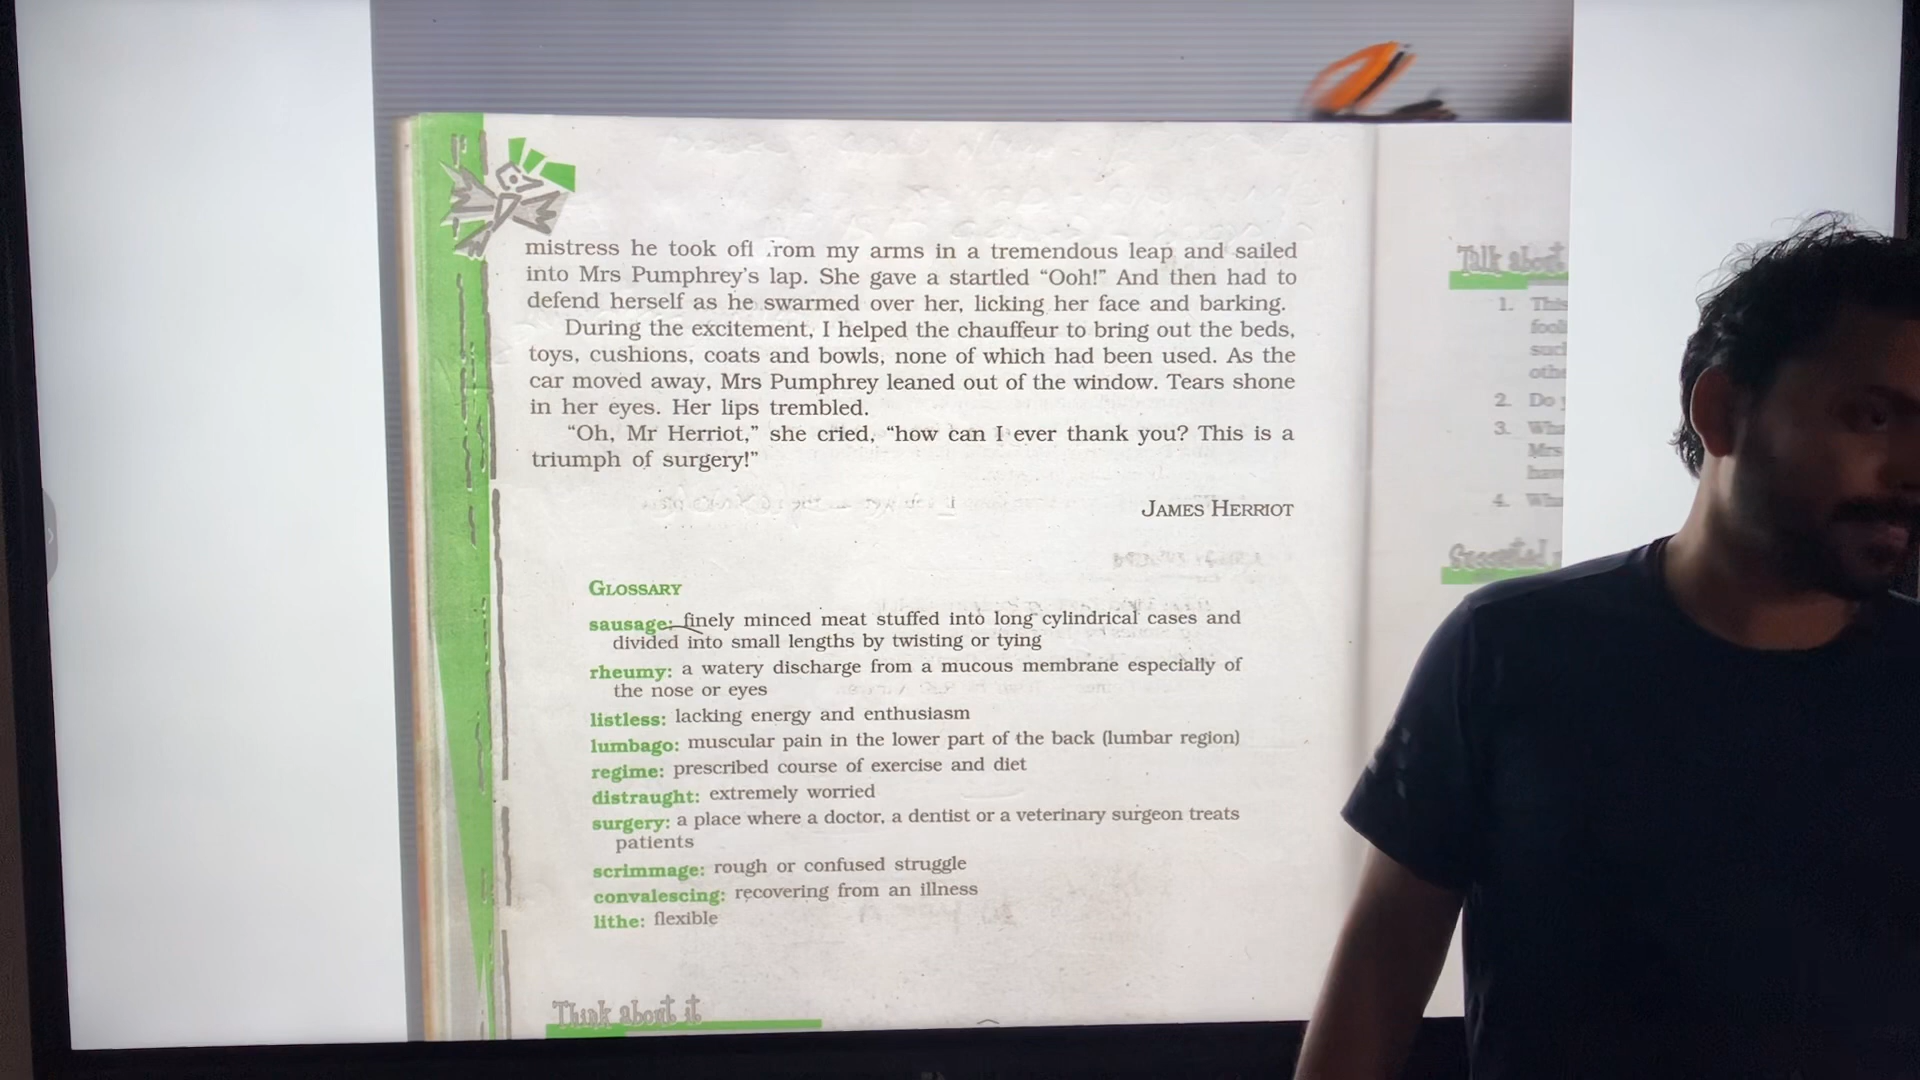 mistress he took off from my arms in a tremendous leap and sailed
into Mrs Pumphrey's lap. She gave a startled “Ooh!” And then had to
defend herself as he swarmed over her, licking her face and barking.
During the excitement, I helped the chauffeur to bring out the beds,
toys, cushions, coats and bowls, none of which had been used. As the
car moved away, Mrs Pumphrey leaned out of the window. Tears shone
in her eyes. Her lips trembled.
“Oh, Mr Herriot,” she cried, “how can I ever thank you? This is a
triumph of surgery!”
JAMES HERRIOT
GLOSSARY
sausage: finely minced meat stuffed into long cylindrical cases and
divided into small lengths by twisting or tying
rheumy: a watery discharge from a mucous membrane especially of
the nose or eyes
listless: lacking energy and enthusiasm
lumbago: muscular pain in the lower part of the back (lumbar region)
regime: prescribed course of exercise and diet
distraught: extremely worried
surgery: a place where a doctor, a dentist or a veterinary surgeon treats
patients
scrimmage: rough or confused struggle
convalescing: recovering from an illness
lithe: flexible
Think about it
Talk about
1. This
2. Do
3.
Mrs
4.